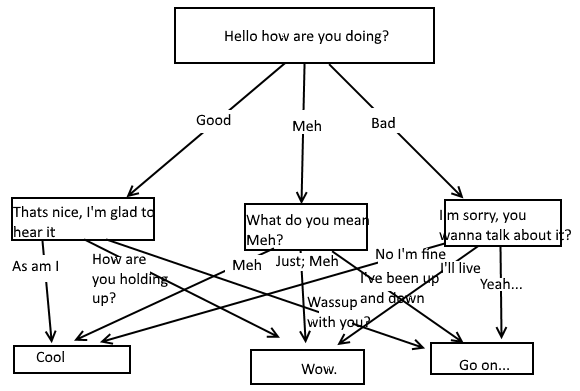 Hello how are you doing?
Good
Meh
Bad
Thats nice, I'm glad to
hear it
What do you mean
Meh?
I'm sorry, you
wanna talk about it?
As am I
How are
you holding
up?
Meh
Just; Meh
No I'm fine
I'll live
I've been up
and down
Yeah...
Wassup
with you?
Cool
Wow.
Go on...